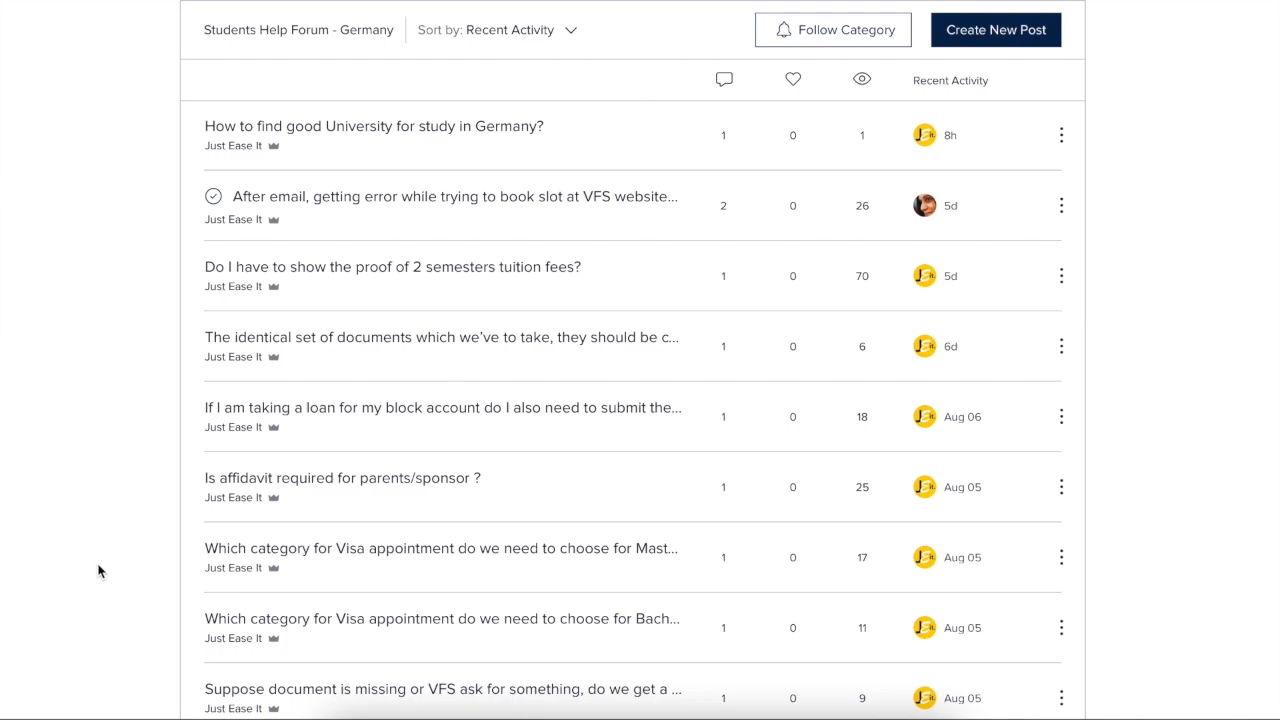 Students Help Forum - Germany
Sort by: Recent Activity
Follow Category
Create New Post
Recent Activity
How to find good University for study in Germany?
Just Ease It
1 0 1 8h
After email, getting error while trying to book slot at VFS website...
Just Ease It
2 0 26 5d
Do I have to show the proof of 2 semesters tuition fees?
Just Ease It
1 0 70 5d
The identical set of documents which we've to take, they should be c...
Just Ease It
1 0 6 6d
If I am taking a loan for my block account do I also need to submit the...
Just Ease It
1 0 18 Aug 06
Is affidavit required for parents/sponsor ?
Just Ease It
1 0 25 Aug 05
Which category for Visa appointment do we need to choose for Mast...
Just Ease It
1 0 17 Aug 05
Which category for Visa appointment do we need to choose for Bach...
Just Ease It
1 0 11 Aug 05
Suppose document is missing or VFS ask for something, do we get a ...
Just Ease It
1 0 9 Aug 05